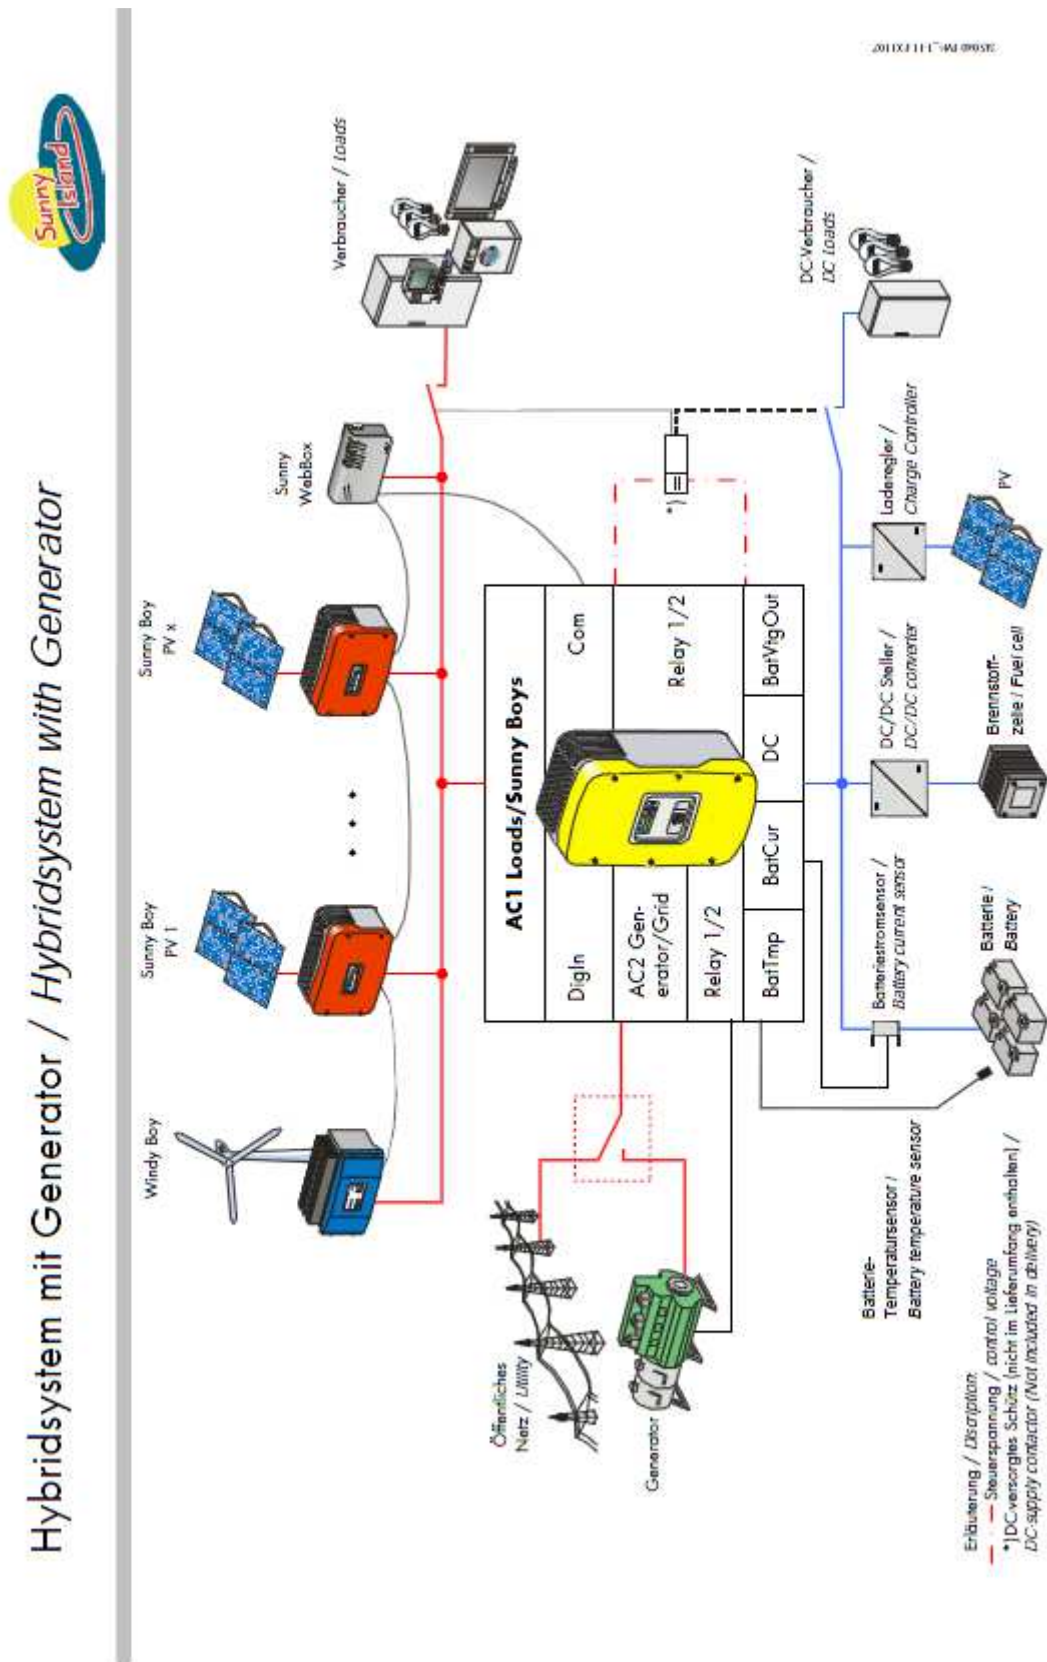 Hybridsystem mit Generator / Hybridsystem with Generator
Sunny
Island
Windy Boy
Sunny Boy
PV 1
Sunny Boy
PV x
Sunny
WebBox
Verbraucher / Loads
Öffentliches
Netz / Utility
Generator
AC1 Loads/Sunny Boys
DigIn
Com
AC2 Gen-
erator/Grid
Relay 1/2
Relay 1/2
BatTmp
BatCur
DC
BatVtgOut
*)
DC-Verbraucher /
DC Loads
Batterie-
Temperatursensor /
Battery temperature sensor
Batteriestromsensor /
Battery current sensor
DC/DC Steller /
DC/DC converter
Laderegler /
Charge Controller
Batterie /
Battery
Brennstoff-
zelle / Fuel cell
PV
Erläuterung / Discription:
Steuerspannung / control voltage
*)DC-versorgtes Schütz (nicht im Lieferumfang enthalten) /
DC-supply contactor (Not included in delivery)